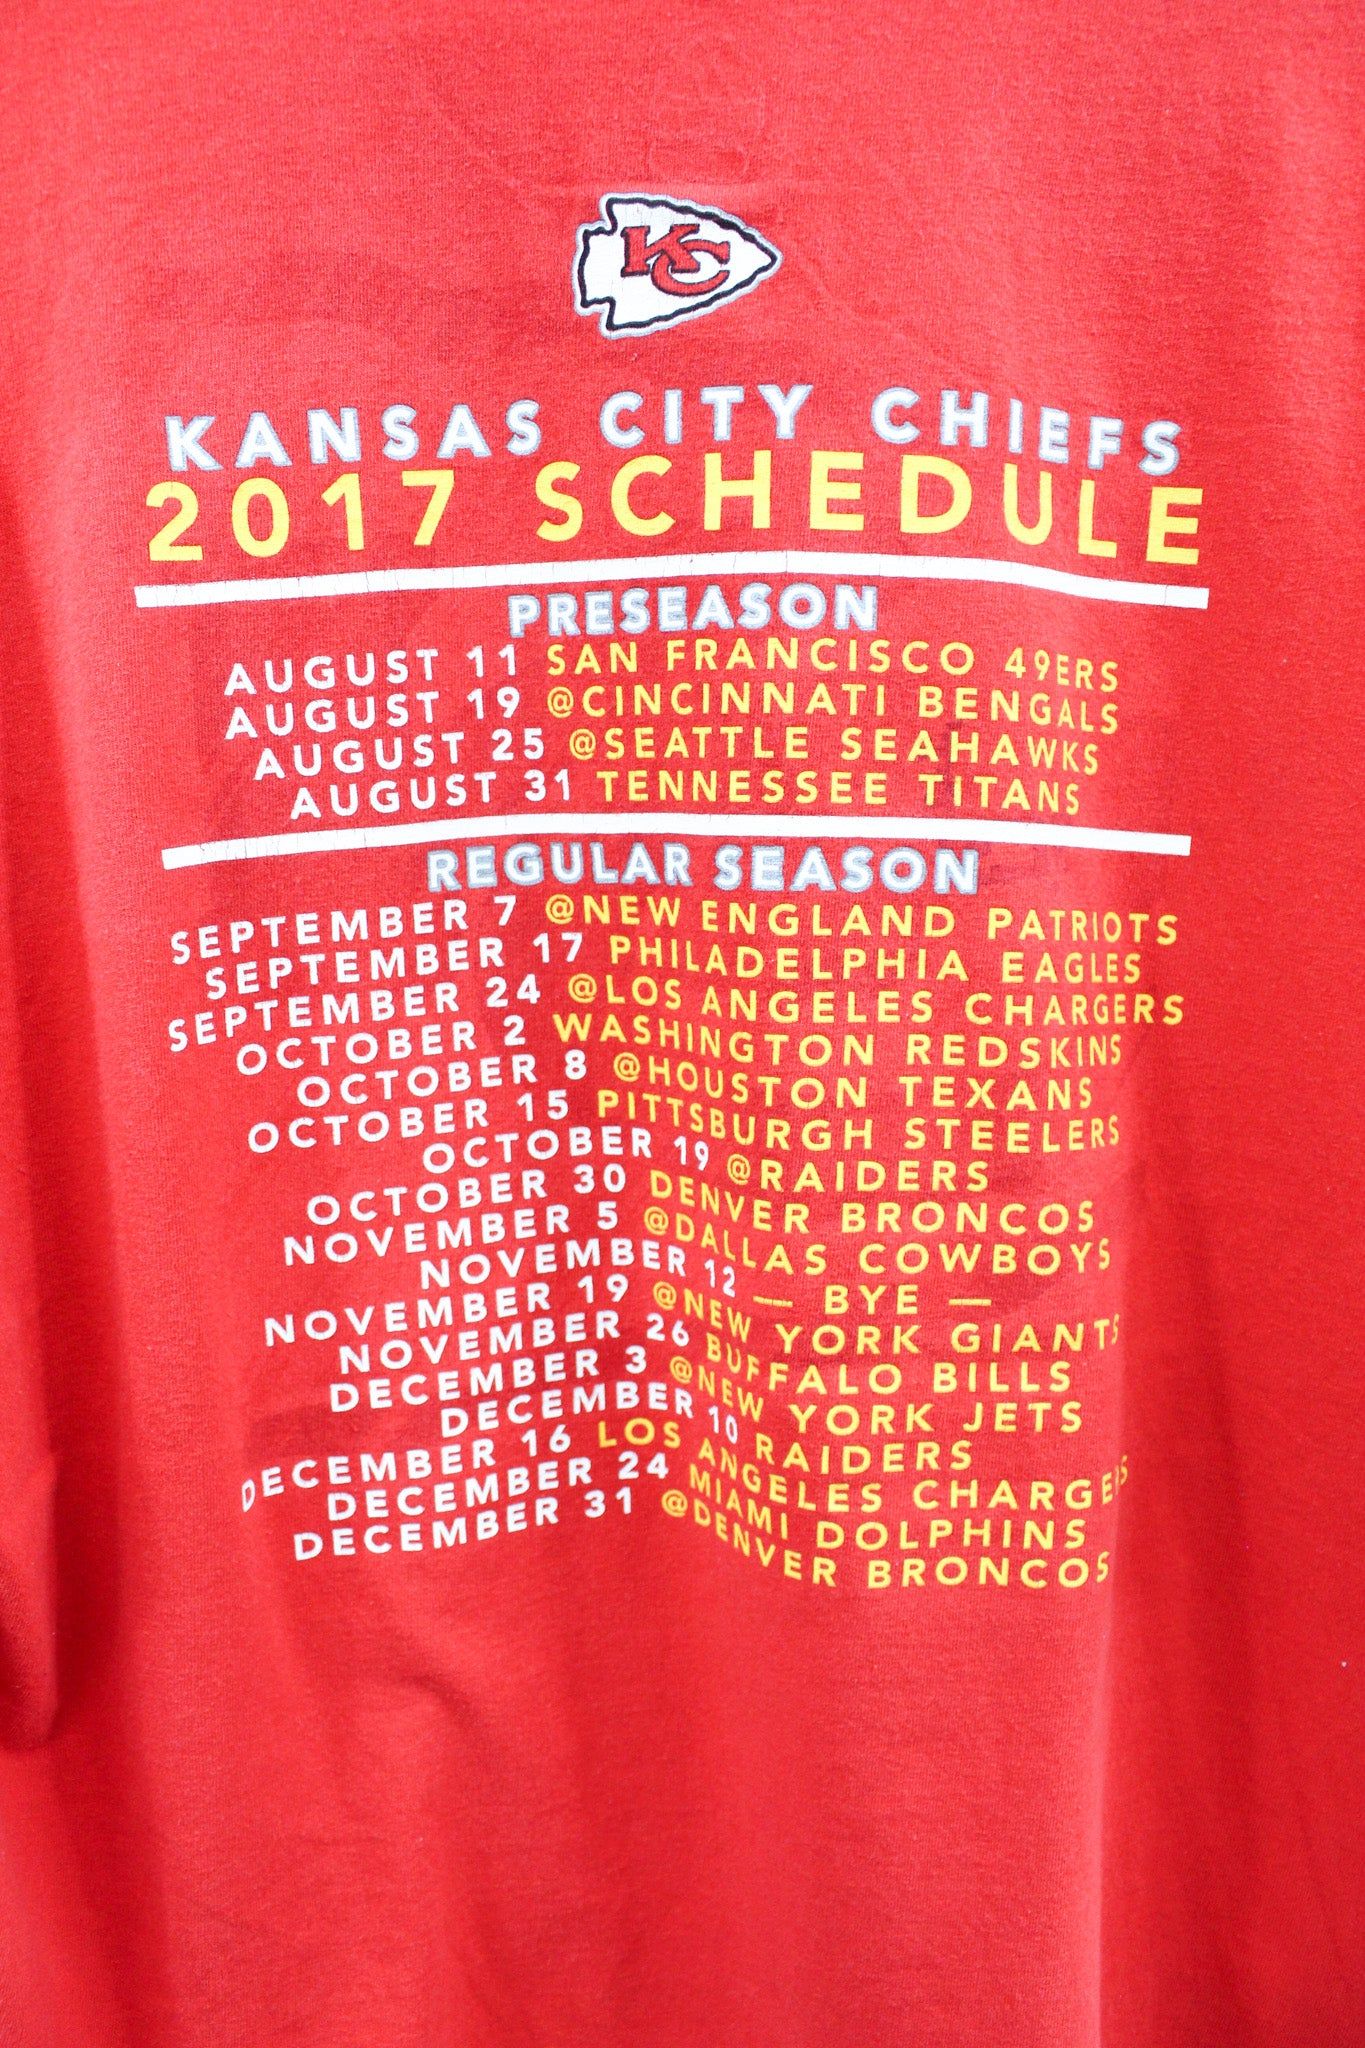 KC
KANSAS CITY CHIEFS
2017 SCHEDULE
PRESEASON
AUGUST 11 SAN FRANCISCO 49ERS
AUGUST 19 @CINCINNATI BENGALS
AUGUST 25 @SEATTLE SEAHAWKS
AUGUST 31 TENNESSEE TITANS
REGULAR SEASON
SEPTEMBER 7 @NEW ENGLAND PATRIOTS
SEPTEMBER 17 PHILADELPHIA EAGLES
SEPTEMBER 24 @LOS ANGELES CHARGERS
OCTOBER 2 WASHINGTON REDSKINS
OCTOBER 8 @HOUSTON TEXANS
OCTOBER 15 PITTSBURGH STEELERS
OCTOBER 19 @RAIDERS
OCTOBER 30 DENVER BRONCOS
NOVEMBER 5 @DALLAS COWBOYS
NOVEMBER 12 — BYE —
NOVEMBER 19 @NEW YORK GIANTS
NOVEMBER 26 BUFFALO BILLS
DECEMBER 3 @NEW YORK JETS
DECEMBER 10 RAIDERS
DECEMBER 16 LOS ANGELES CHARGERS
DECEMBER 24 MIAMI DOLPHINS
DECEMBER 31 @DENVER BRONCOS